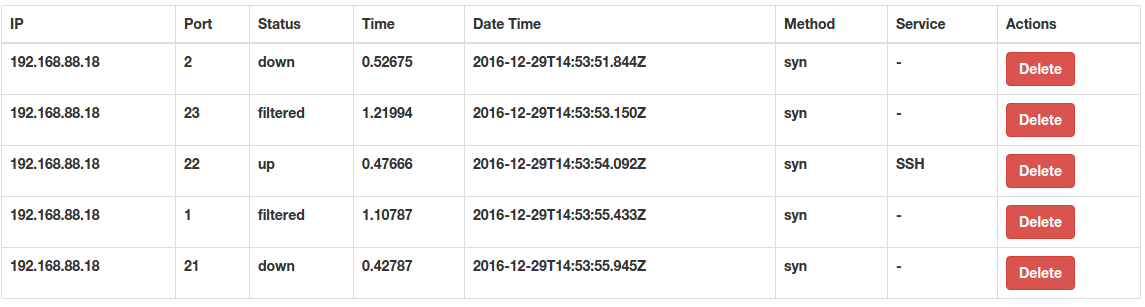 IP Port Status Time Date Time Method Service Actions
192.168.88.18 2 down 0.52675 2016-12-29T14:53:51.844Z syn - Delete
192.168.88.18 23 filtered 1.21994 2016-12-29T14:53:53.150Z syn - Delete
192.168.88.18 22 up 0.47666 2016-12-29T14:53:54.092Z syn SSH Delete
192.168.88.18 1 filtered 1.10787 2016-12-29T14:53:55.433Z syn - Delete
192.168.88.18 21 down 0.42787 2016-12-29T14:53:55.945Z syn - Delete